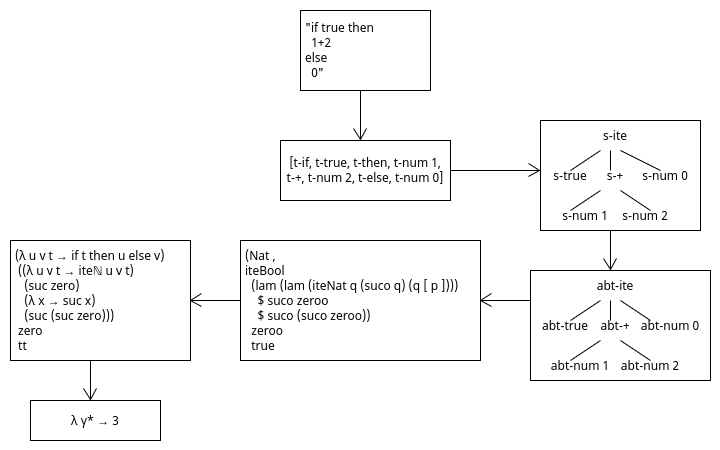 "if true then
1+2
else
0"
[t-if, t-true, t-then, t-num 1,
t-+, t-num 2, t-else, t-num 0]
s-ite
s-true s-+ s-num 0
s-num 1 s-num 2
abt-ite
abt-true abt-+ abt-num 0
abt-num 1 abt-num 2
(Nat ,
iteBool
(lam (lam (iteNat q (suco q) (q [ p ])))
$ suco zeroo
$ suco (suco zeroo))
zeroo
true
(λ u v t → if t then u else v)
((λ u v t → iteℕ u v t)
(suc zero)
(λ x → suc x)
(suc (suc zero)))
zero
tt
λ γ* → 3